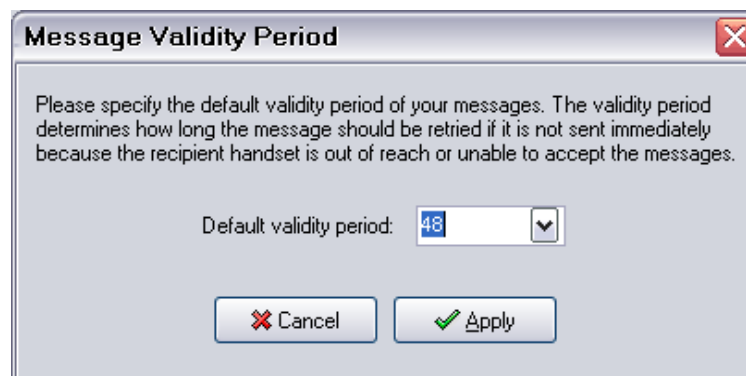 Message Validity Period
Please specify the default validity period of your messages. The validity period
determines how long the message should be retried if it is not sent immediately
because the recipient handset is out of reach or unable to accept the messages.
Default validity period: 48
Cancel Apply